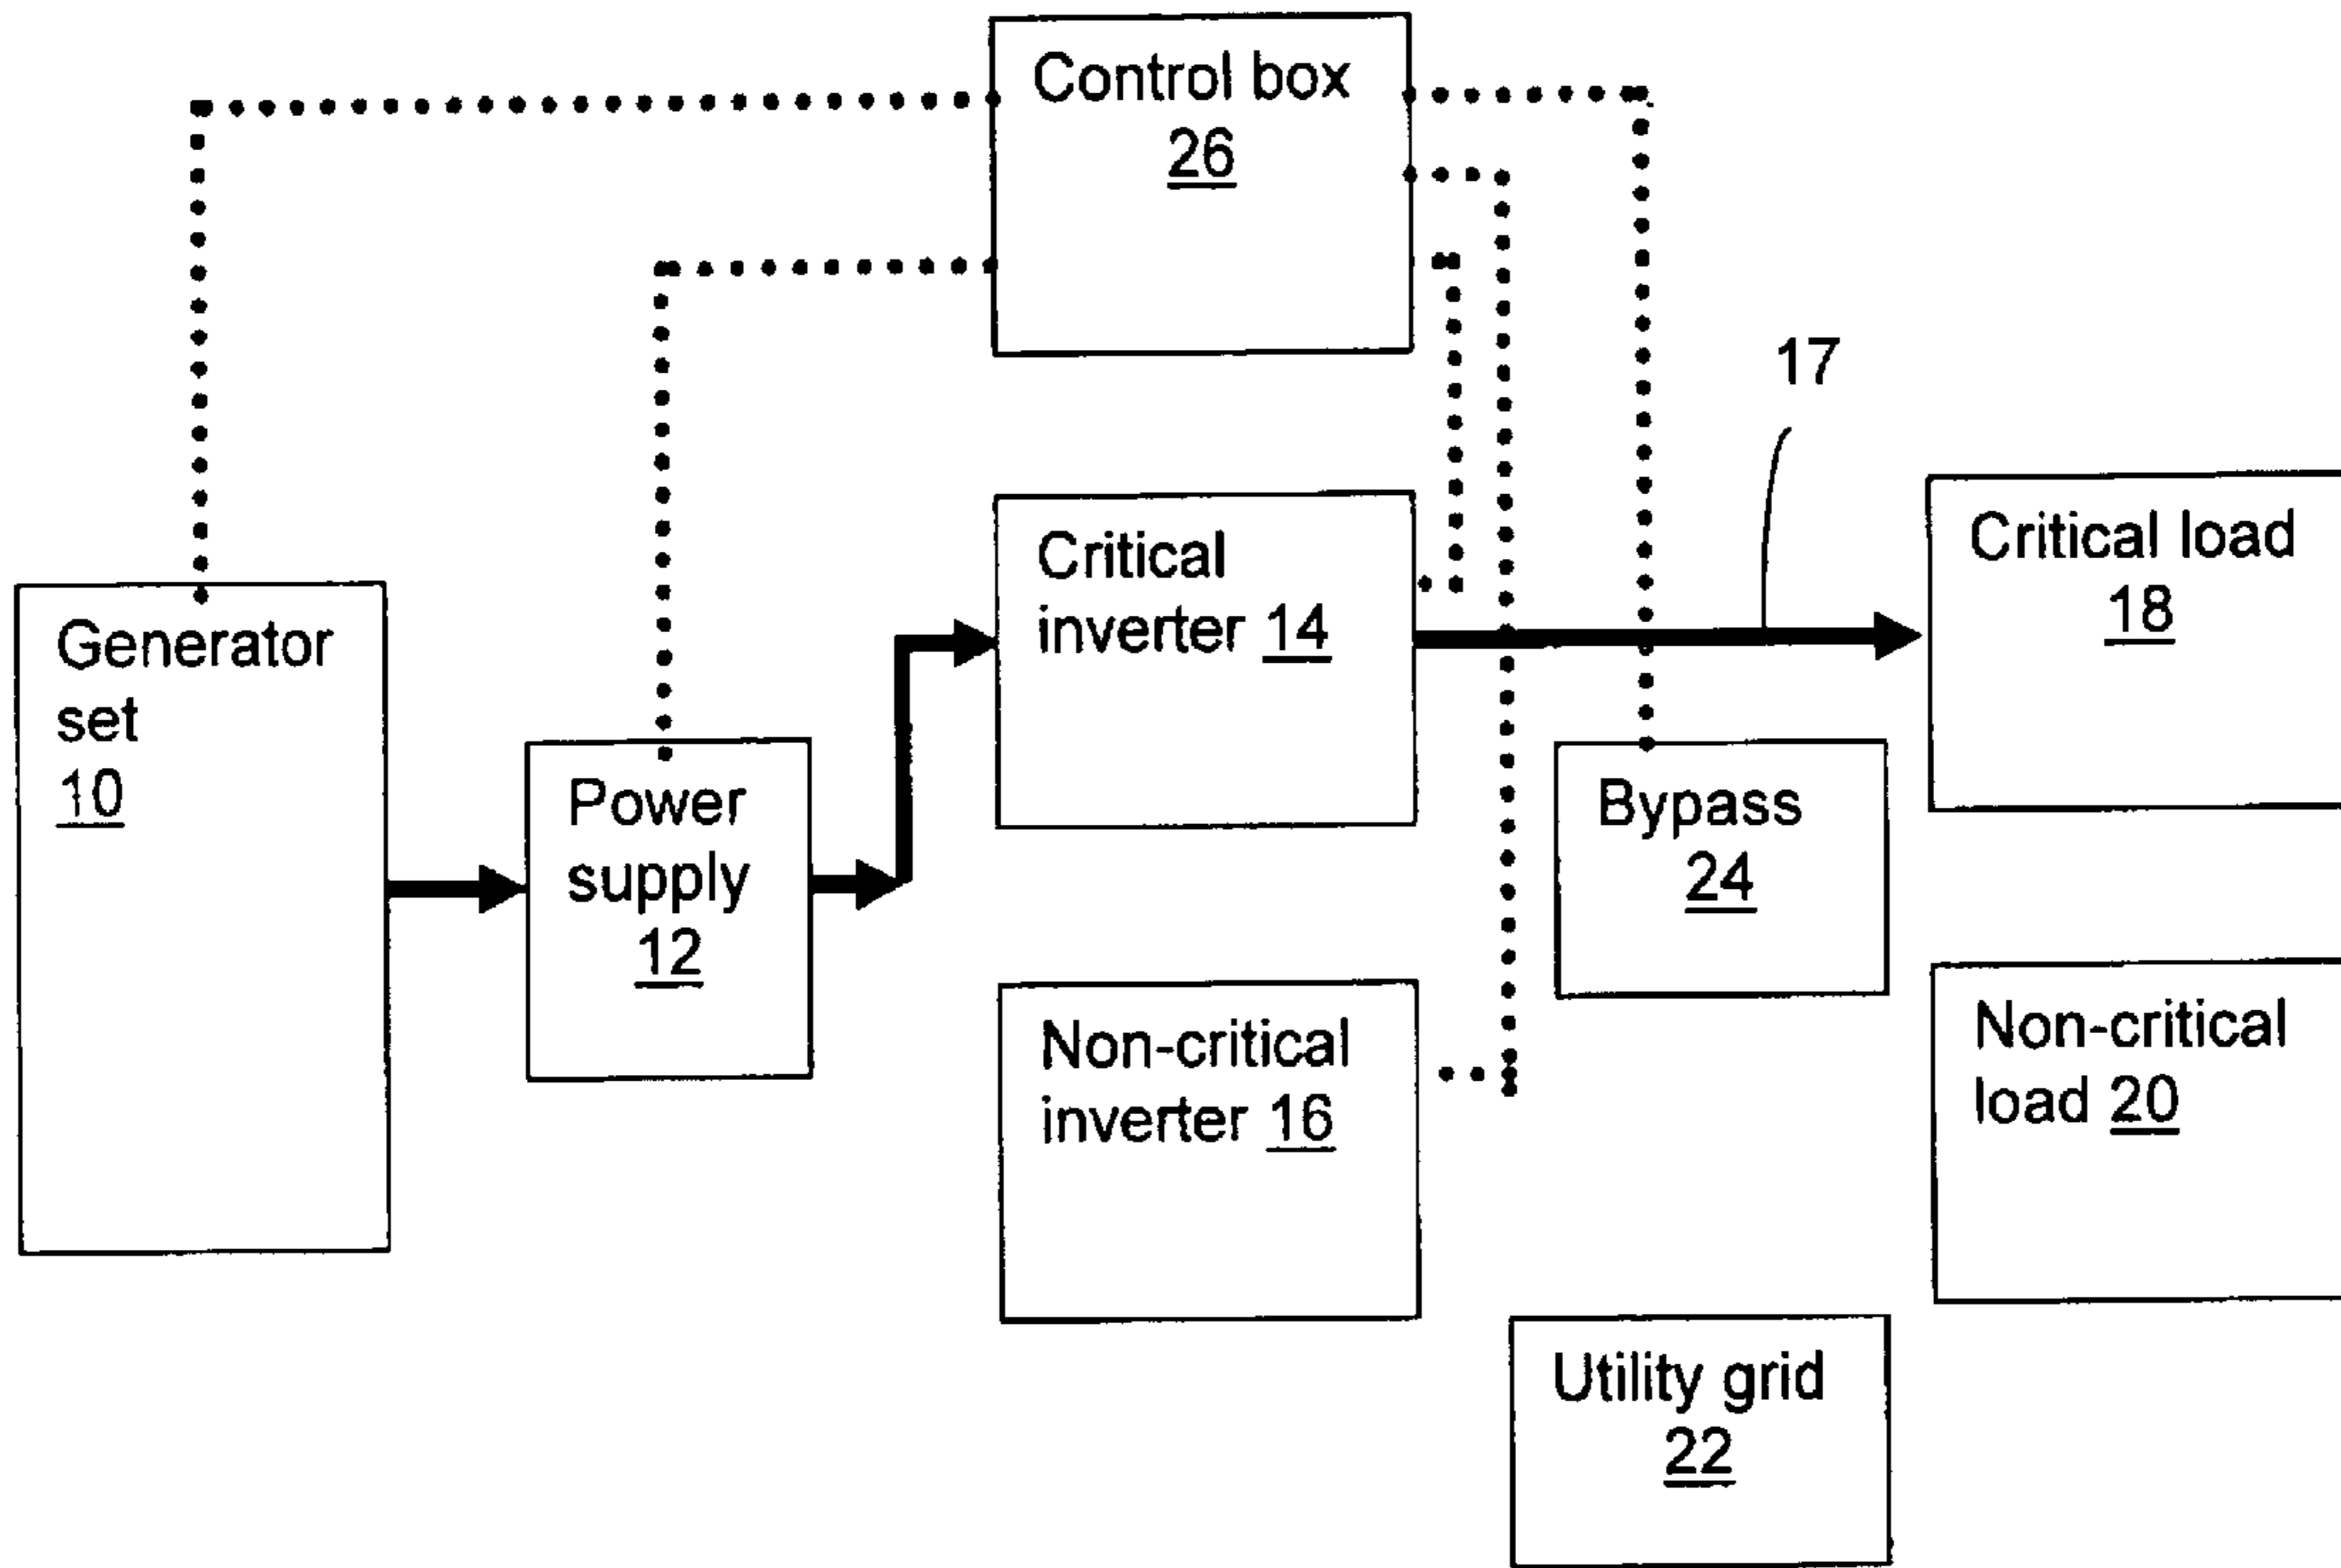 Control box
26
17
Critical load
18
Critical
inverter 14
Generator
set
10
Power
supply
12
Bypass
24
Non-critical
inverter 16
Non-critical
load 20
Utility grid
22